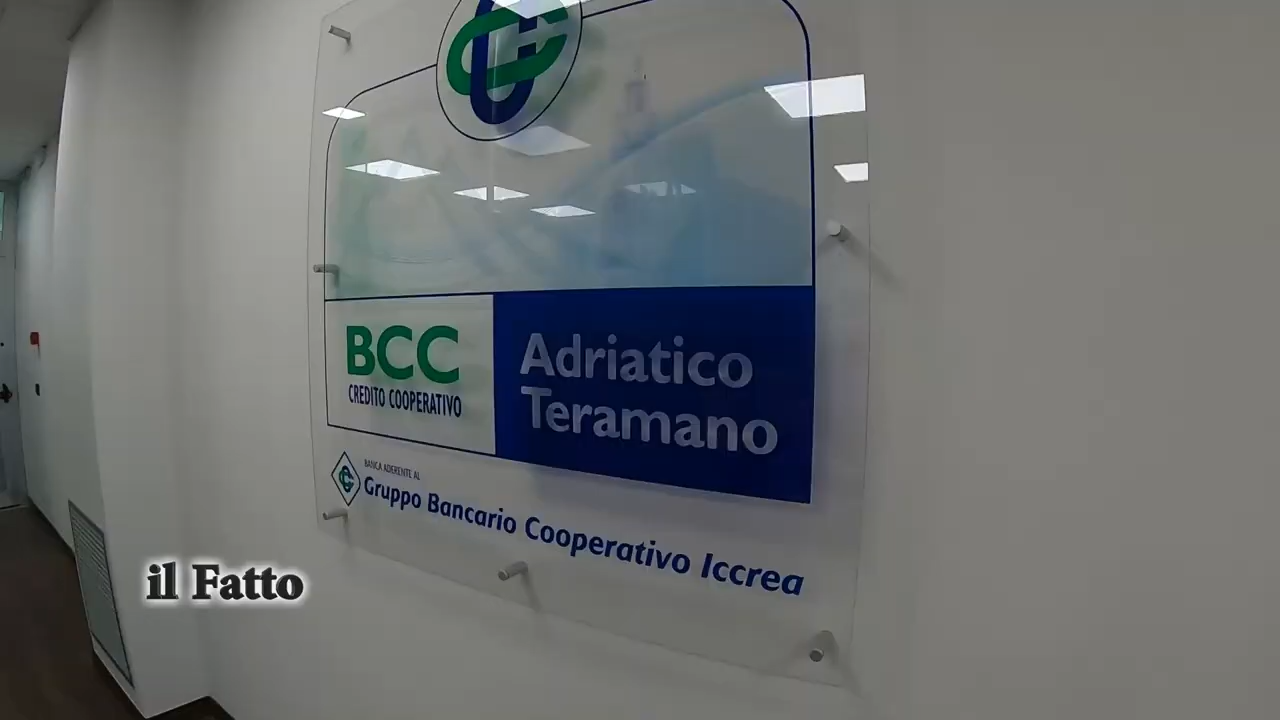 BCC
CREDITO COOPERATIVO
Adriatico
Teramano
BANCA ADERENTE AL
Gruppo Bancario Cooperativo Iccrea
il Fatto